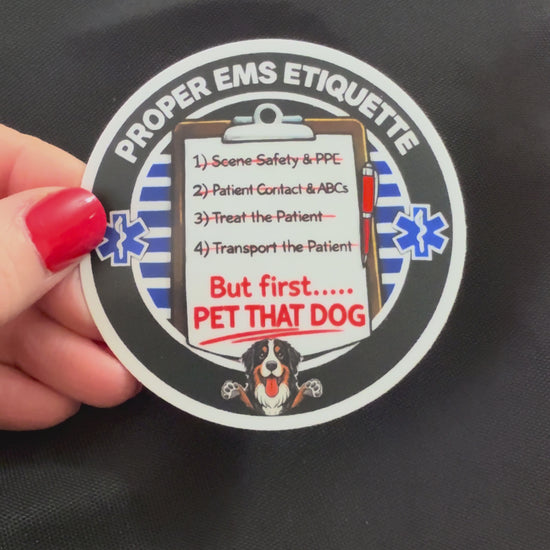 PROPER EMS ETIQUETTE
1) Scene Safety & PPE
2) Patient Contact & ABCs
3) Treat the Patient
4) Transport the Patient
But first.....
PET THAT DOG